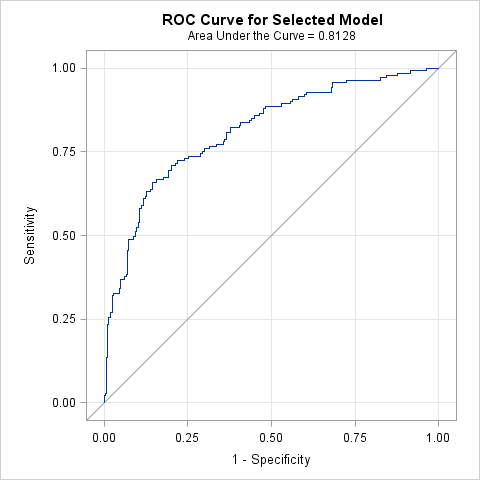 ROC Curve for Selected Model
Area Under the Curve = 0.8128
1.00
0.75
0.50
0.25
0.00
Sensitivity
0.00 0.25 0.50 0.75 1.00
1 - Specificity